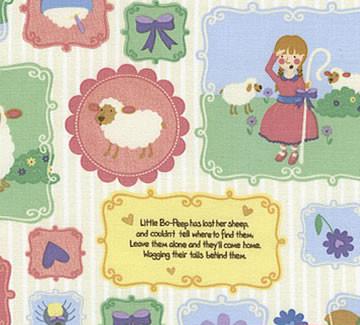 Little Bo-Peep has lost her sheep,
and couldn't tell where to find them,
Leave them alone and they'll come home,
Wagging their tails behind them.